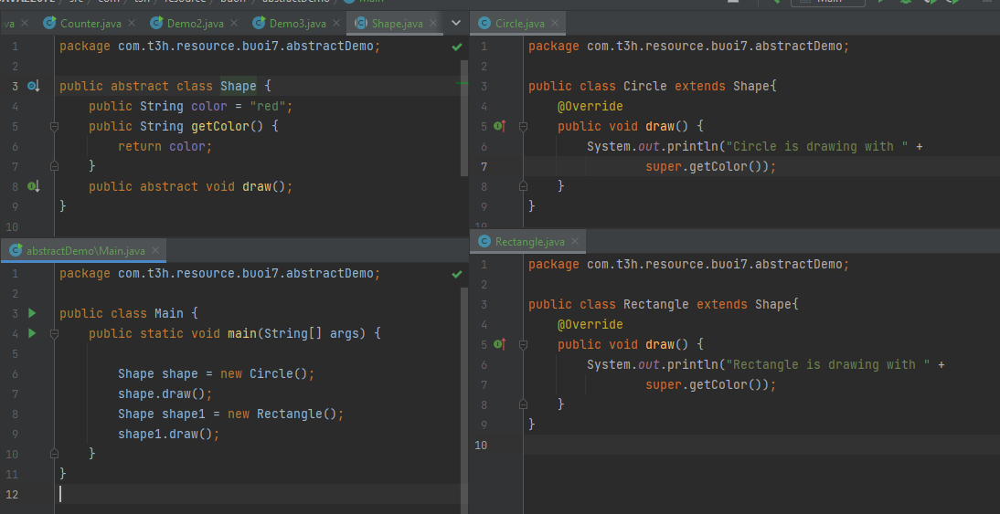 va Counter.java Demo2.java Demo3.java Shape.java
1 package com.t3h.resource.buoi7.abstractDemo;
2
3 public abstract class Shape {
4 public String color = "red";
5 public String getColor() {
6 return color;
7 }
8 public abstract void draw();
9 }
10
abstractDemo\Main.java
1 package com.t3h.resource.buoi7.abstractDemo;
2
3 public class Main {
4 public static void main(String[] args) {
5
6 Shape shape = new Circle();
7 shape.draw();
8 Shape shape1 = new Rectangle();
9 shape1.draw();
10 }
11 }
12
Circle.java
1 package com.t3h.resource.buoi7.abstractDemo;
2
3 public class Circle extends Shape{
4 @Override
5 public void draw() {
6 System.out.println("Circle is drawing with " +
7 super.getColor());
8 }
9 }
10
Rectangle.java
1 package com.t3h.resource.buoi7.abstractDemo;
2
3 public class Rectangle extends Shape{
4 @Override
5 public void draw() {
6 System.out.println("Rectangle is drawing with " +
7 super.getColor());
8 }
9 }
10